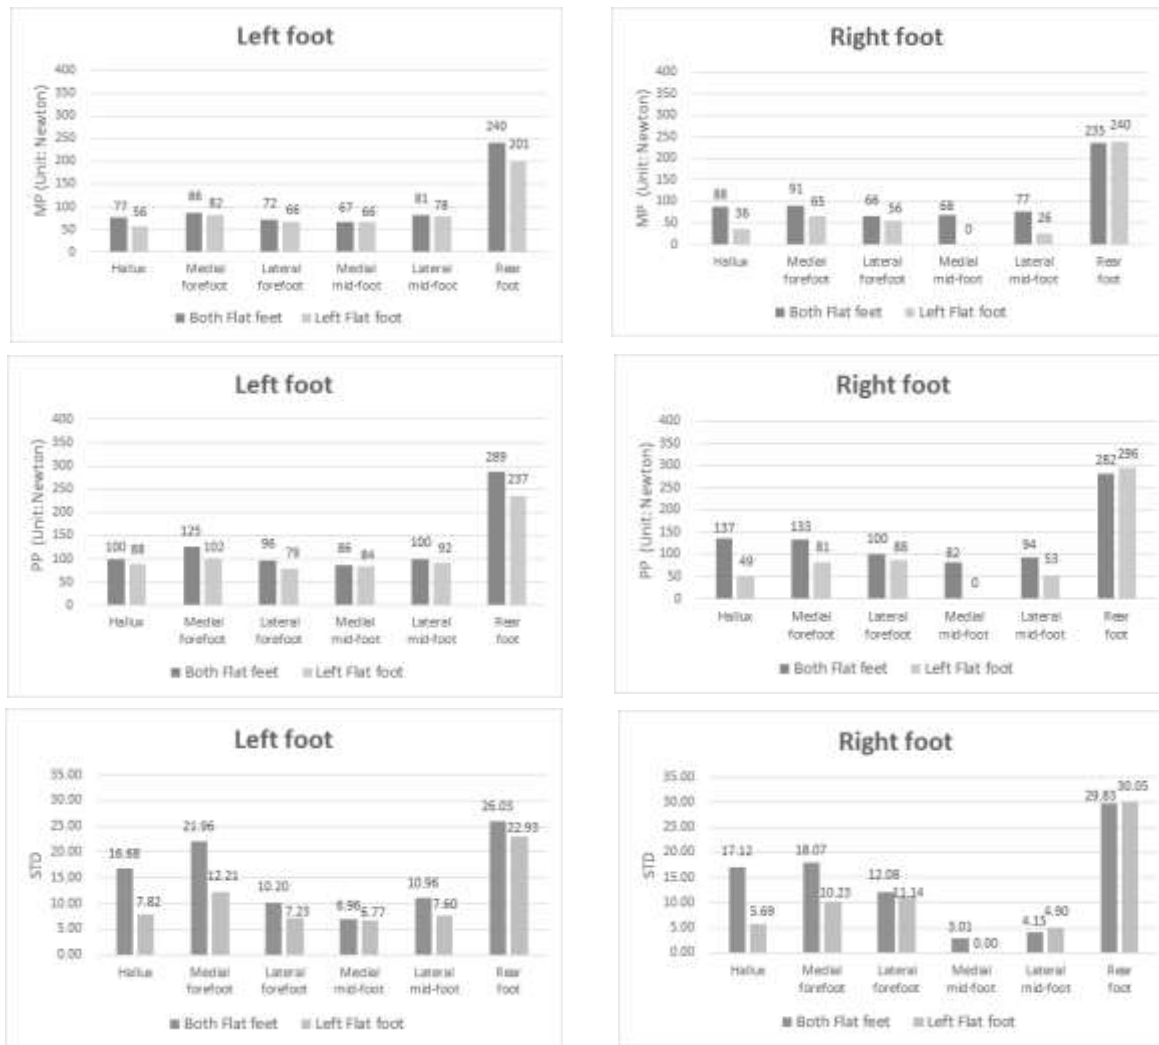 Left foot
MP (Unit: Newton)
400
350
300
250
200
150
100
50
0
77 56 86 82 72 66 67 66 81 78 240 201
Hallux Medial forefoot Lateral forefoot Medial mid-foot Lateral mid-foot Rear foot
Both Flat feet Left Flat foot
Right foot
MP (Unit: Newton)
400
350
300
250
200
150
100
50
0
88 36 91 65 66 56 68 0 77 26 235 240
Hallux Medial forefoot Lateral forefoot Medial mid-foot Lateral mid-foot Rear foot
Both Flat feet Left Flat foot
Left foot
PP (Unit: Newton)
400
350
300
250
200
150
100
50
0
100 88 125 102 96 79 86 84 100 92 289 237
Hallux Medial forefoot Lateral forefoot Medial mid-foot Lateral mid-foot Rear foot
Both Flat feet Left Flat foot
Right foot
PP (Unit: Newton)
400
350
300
250
200
150
100
50
0
137 49 133 81 100 88 82 0 94 53 282 296
Hallux Medial forefoot Lateral forefoot Medial mid-foot Lateral mid-foot Rear foot
Both Flat feet Left Flat foot
Left foot
STD
35.00
30.00
25.00
20.00
15.00
10.00
5.00
0.00
16.68 7.82 21.96 12.21 10.20 7.23 6.96 6.77 10.96 7.60 26.03 22.93
Hallux Medial forefoot Lateral forefoot Medial mid-foot Lateral mid-foot Rear foot
Both Flat feet Left Flat foot
Right foot
STD
35.00
30.00
25.00
20.00
15.00
10.00
5.00
0.00
17.12 5.69 18.07 10.23 12.08 11.14 3.01 0.00 4.15 4.90 29.83 30.05
Hallux Medial forefoot Lateral forefoot Medial mid-foot Lateral mid-foot Rear foot
Both Flat feet Left Flat foot